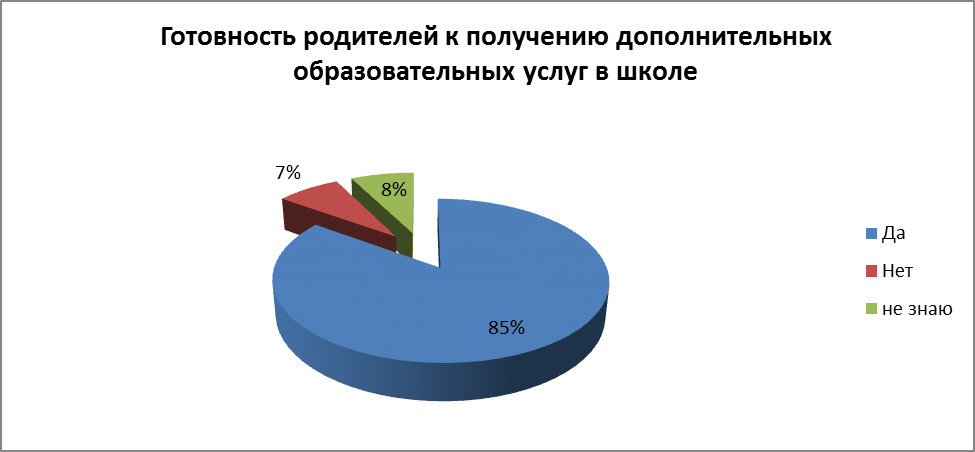 Готовность родителей к получению дополнительных
образовательных услуг в школе
7%
8%
85%
Да
Нет
не знаю